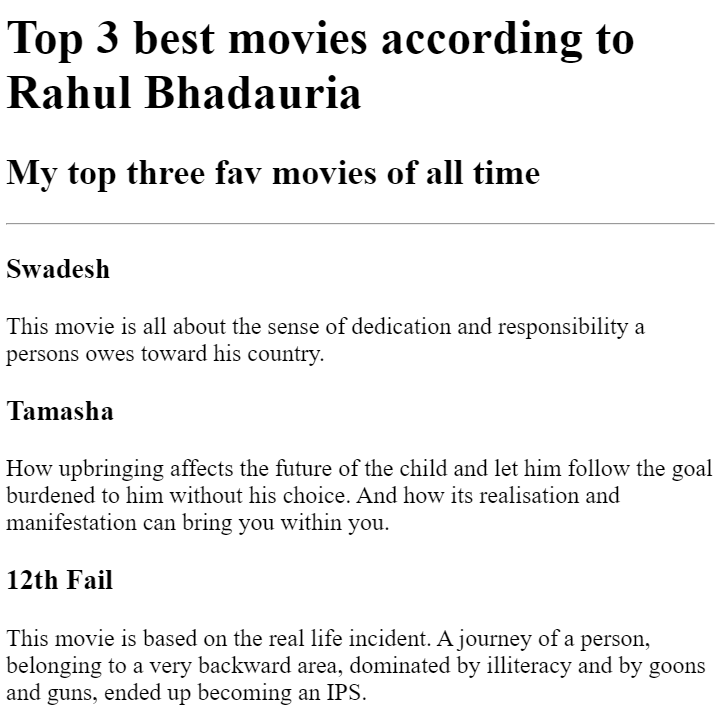 Top 3 best movies according to
Rahul Bhadauria
My top three fav movies of all time
Swadesh
This movie is all about the sense of dedication and responsibility a
persons owes toward his country.
Tamasha
How upbringing affects the future of the child and let him follow the goal
burdened to him without his choice. And how its realisation and
manifestation can bring you within you.
12th Fail
This movie is based on the real life incident. A journey of a person,
belonging to a very backward area, dominated by illiteracy and by goons
and guns, ended up becoming an IPS.